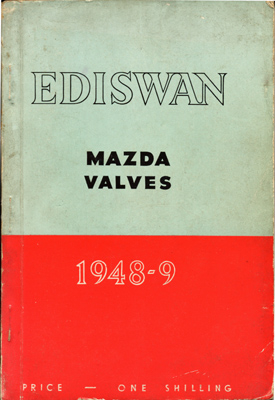 EDISWAN
MAZDA
VALVES
1948-9
PRICE — ONE SHILLING